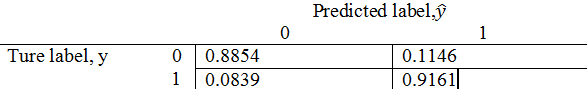 Predicted label,ŷ
0 1
Ture label, y 0 0.8854 0.1146
1 0.0839 0.9161